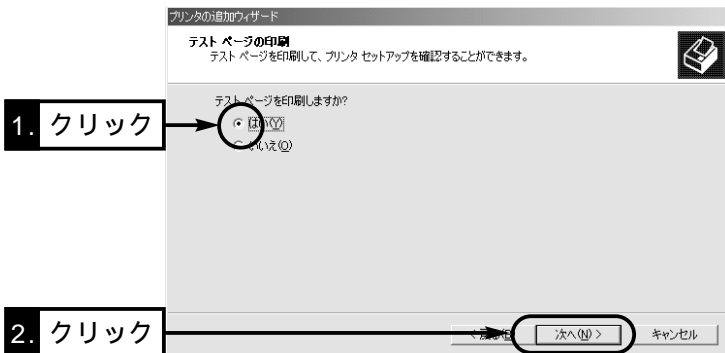 プリンタの追加ウィザード
テスト ページの印刷
テスト ページを印刷して、プリンタ セットアップを確認することができます。
テスト ページを印刷しますか?
1. クリック
はい(Y)
いいえ(O)
2. クリック
次へ(N) >
キャンセル